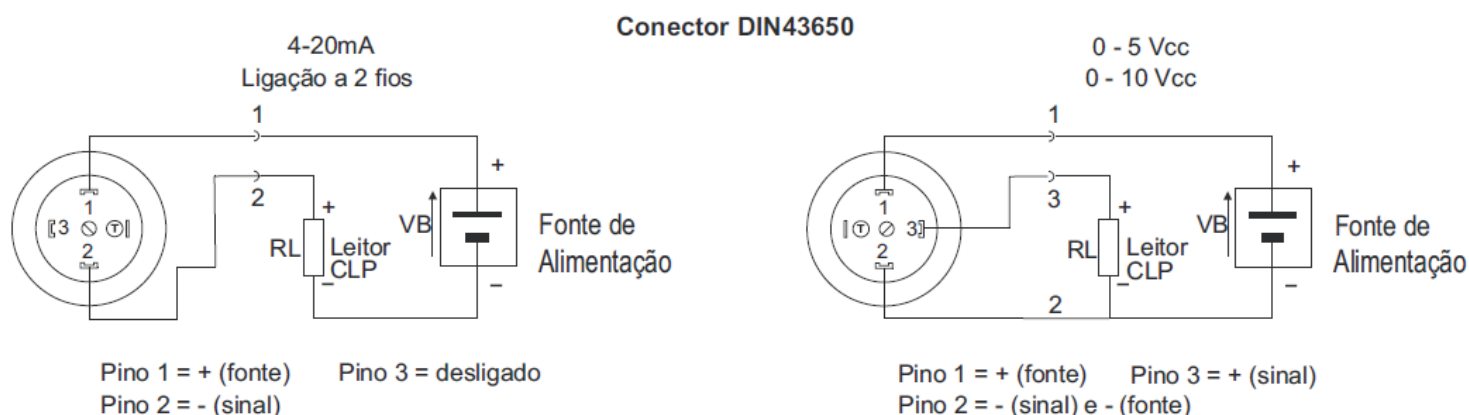 Conector DIN43650
4-20mA
Ligação a 2 fios
1
2
1
3
2
T
+
RL
Leitor
CLP
–
+
VB
–
Fonte de
Alimentação
Pino 1 = + (fonte) Pino 3 = desligado
Pino 2 = - (sinal)
0 - 5 Vcc
0 - 10 Vcc
1
3
2
1
T
3
2
+
RL
Leitor
CLP
–
+
VB
–
Fonte de
Alimentação
Pino 1 = + (fonte) Pino 3 = + (sinal)
Pino 2 = - (sinal) e - (fonte)